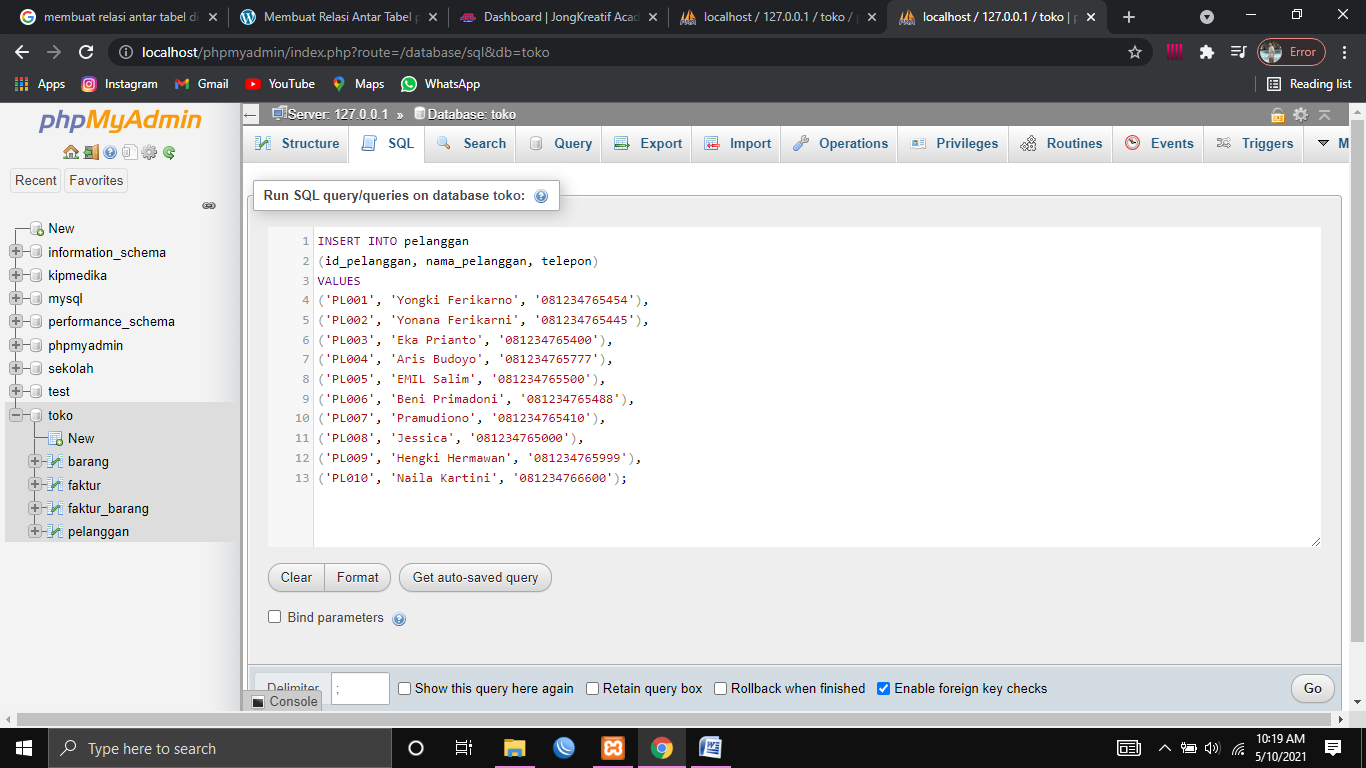 membuat relasi antar tabel di
Membuat Relasi Antar Tabel p
Dashboard | JongKreatif Acad
localhost / 127.0.0.1 / toko / p
localhost / 127.0.0.1 / toko | p
localhost/phpmyadmin/index.php?route=/database/sql&db=toko
Error
Apps
Instagram
Gmail
YouTube
Maps
WhatsApp
Reading list
phpMyAdmin
Recent
Favorites
New
information_schema
kipmedika
mysql
performance_schema
phpmyadmin
sekolah
test
toko
New
barang
faktur
faktur_barang
pelanggan
Server: 127.0.0.1 » Database: toko
Structure
SQL
Search
Query
Export
Import
Operations
Privileges
Routines
Events
Triggers
M
Run SQL query/queries on database toko:
1 INSERT INTO pelanggan
2 (id_pelanggan, nama_pelanggan, telepon)
3 VALUES
4 ('PL001', 'Yongki Ferikarno', '081234765454'),
5 ('PL002', 'Yonana Ferikarni', '081234765445'),
6 ('PL003', 'Eka Prianto', '081234765400'),
7 ('PL004', 'Aris Budoyo', '081234765777'),
8 ('PL005', 'EMIL Salim', '081234765500'),
9 ('PL006', 'Beni Primadoni', '081234765488'),
10 ('PL007', 'Pramudiono', '081234765410'),
11 ('PL008', 'Jessica', '081234765000'),
12 ('PL009', 'Hengki Hermawan', '081234765999'),
13 ('PL010', 'Naila Kartini', '081234766600');
Clear
Format
Get auto-saved query
Bind parameters
Delimiter
;
Show this query here again
Retain query box
Rollback when finished
Enable foreign key checks
Go
Console
Type here to search
10:19 AM
5/10/2021